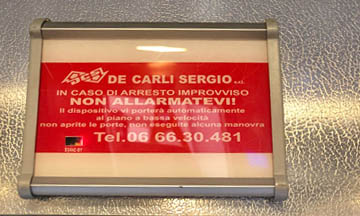 DE CARLI SERGIO s.r.l.
IN CASO DI ARRESTO IMPROVVISO
NON ALLARMATEVI!
Il dispositivo vi porterà automaticamente
al piano a bassa velocità
non aprite le porte, non eseguite alcuna manovra
Tel.06 66.30.481